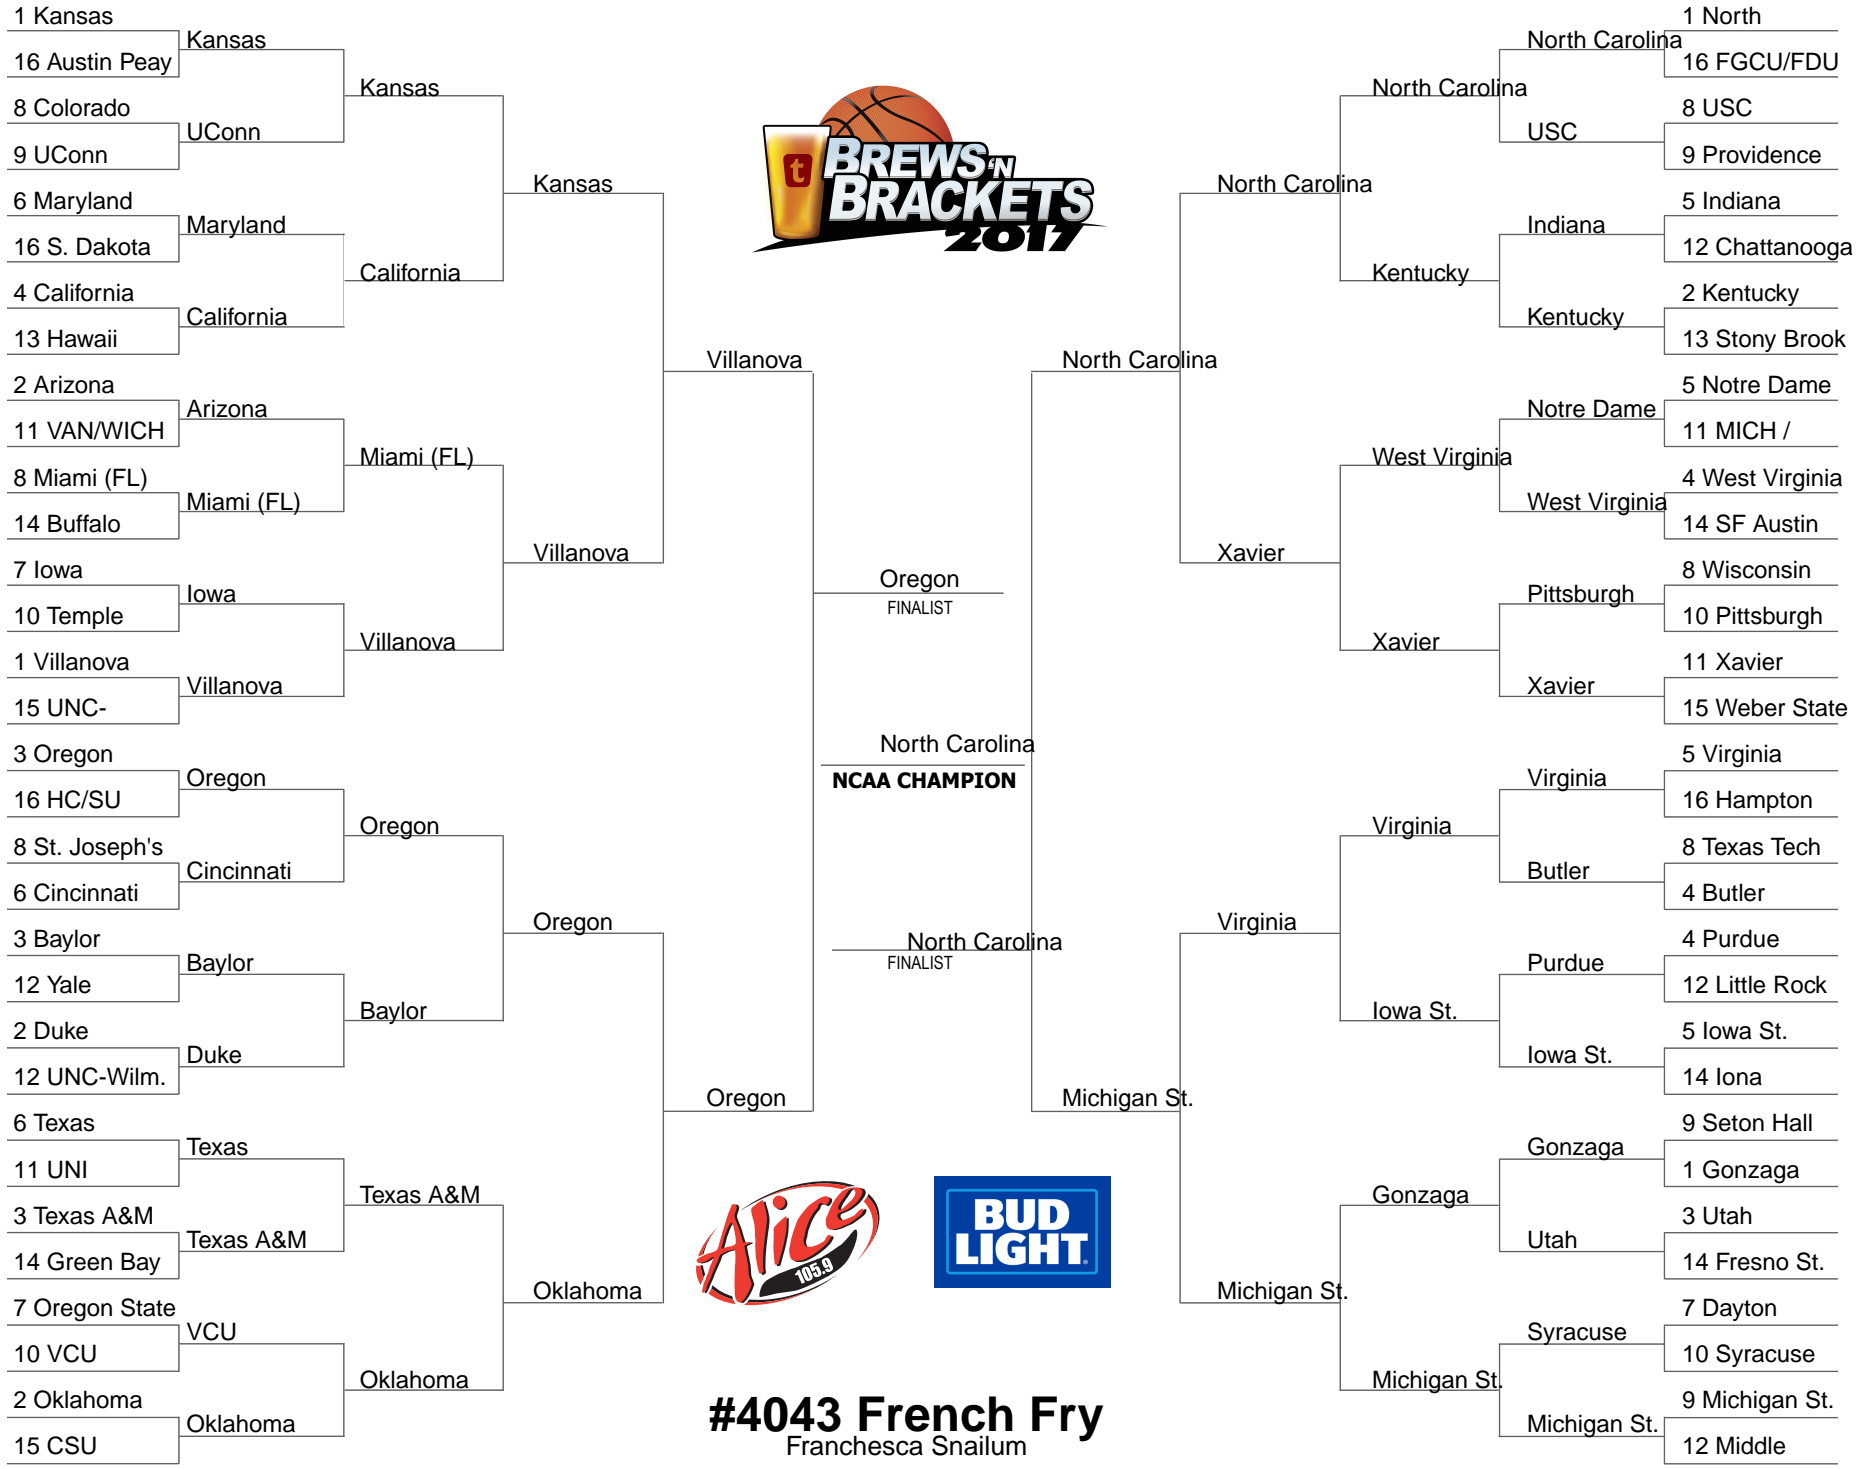 1 Kansas
16 Austin Peay
8 Colorado
9 UConn
6 Maryland
16 S. Dakota
4 California
13 Hawaii
2 Arizona
11 VAN/WICH
8 Miami (FL)
14 Buffalo
7 Iowa
10 Temple
1 Villanova
15 UNC-
3 Oregon
16 HC/SU
8 St. Joseph's
6 Cincinnati
3 Baylor
12 Yale
2 Duke
12 UNC-Wilm.
6 Texas
11 UNI
3 Texas A&M
14 Green Bay
7 Oregon State
10 VCU
2 Oklahoma
15 CSU
Kansas
UConn
Maryland
California
Arizona
Miami (FL)
Iowa
Villanova
Oregon
Cincinnati
Baylor
Duke
Texas
Texas A&M
VCU
Oklahoma
Kansas
California
Miami (FL)
Villanova
Oregon
Baylor
Texas A&M
Oklahoma
Kansas
Villanova
Oregon
Oklahoma
Villanova
Oregon
t
BREWS 'N
BRACKETS
2017
Oregon
FINALIST
North Carolina
NCAA CHAMPION
North Carolina
FINALIST
Alice
105.9
BUD
LIGHT
#4043 French Fry
Franchesca Snailum
North Carolina
Michigan St.
North Carolina
Xavier
Virginia
Michigan St.
North Carolina
Kentucky
West Virginia
Xavier
Virginia
Iowa St.
Gonzaga
Michigan St.
North Carolina
USC
Indiana
Kentucky
Notre Dame
West Virginia
Pittsburgh
Xavier
Virginia
Butler
Purdue
Iowa St.
Gonzaga
Utah
Syracuse
Michigan St.
1 North
16 FGCU/FDU
8 USC
9 Providence
5 Indiana
12 Chattanooga
2 Kentucky
13 Stony Brook
5 Notre Dame
11 MICH /
4 West Virginia
14 SF Austin
8 Wisconsin
10 Pittsburgh
11 Xavier
15 Weber State
5 Virginia
16 Hampton
8 Texas Tech
4 Butler
4 Purdue
12 Little Rock
5 Iowa St.
14 Iona
9 Seton Hall
1 Gonzaga
3 Utah
14 Fresno St.
7 Dayton
10 Syracuse
9 Michigan St.
12 Middle